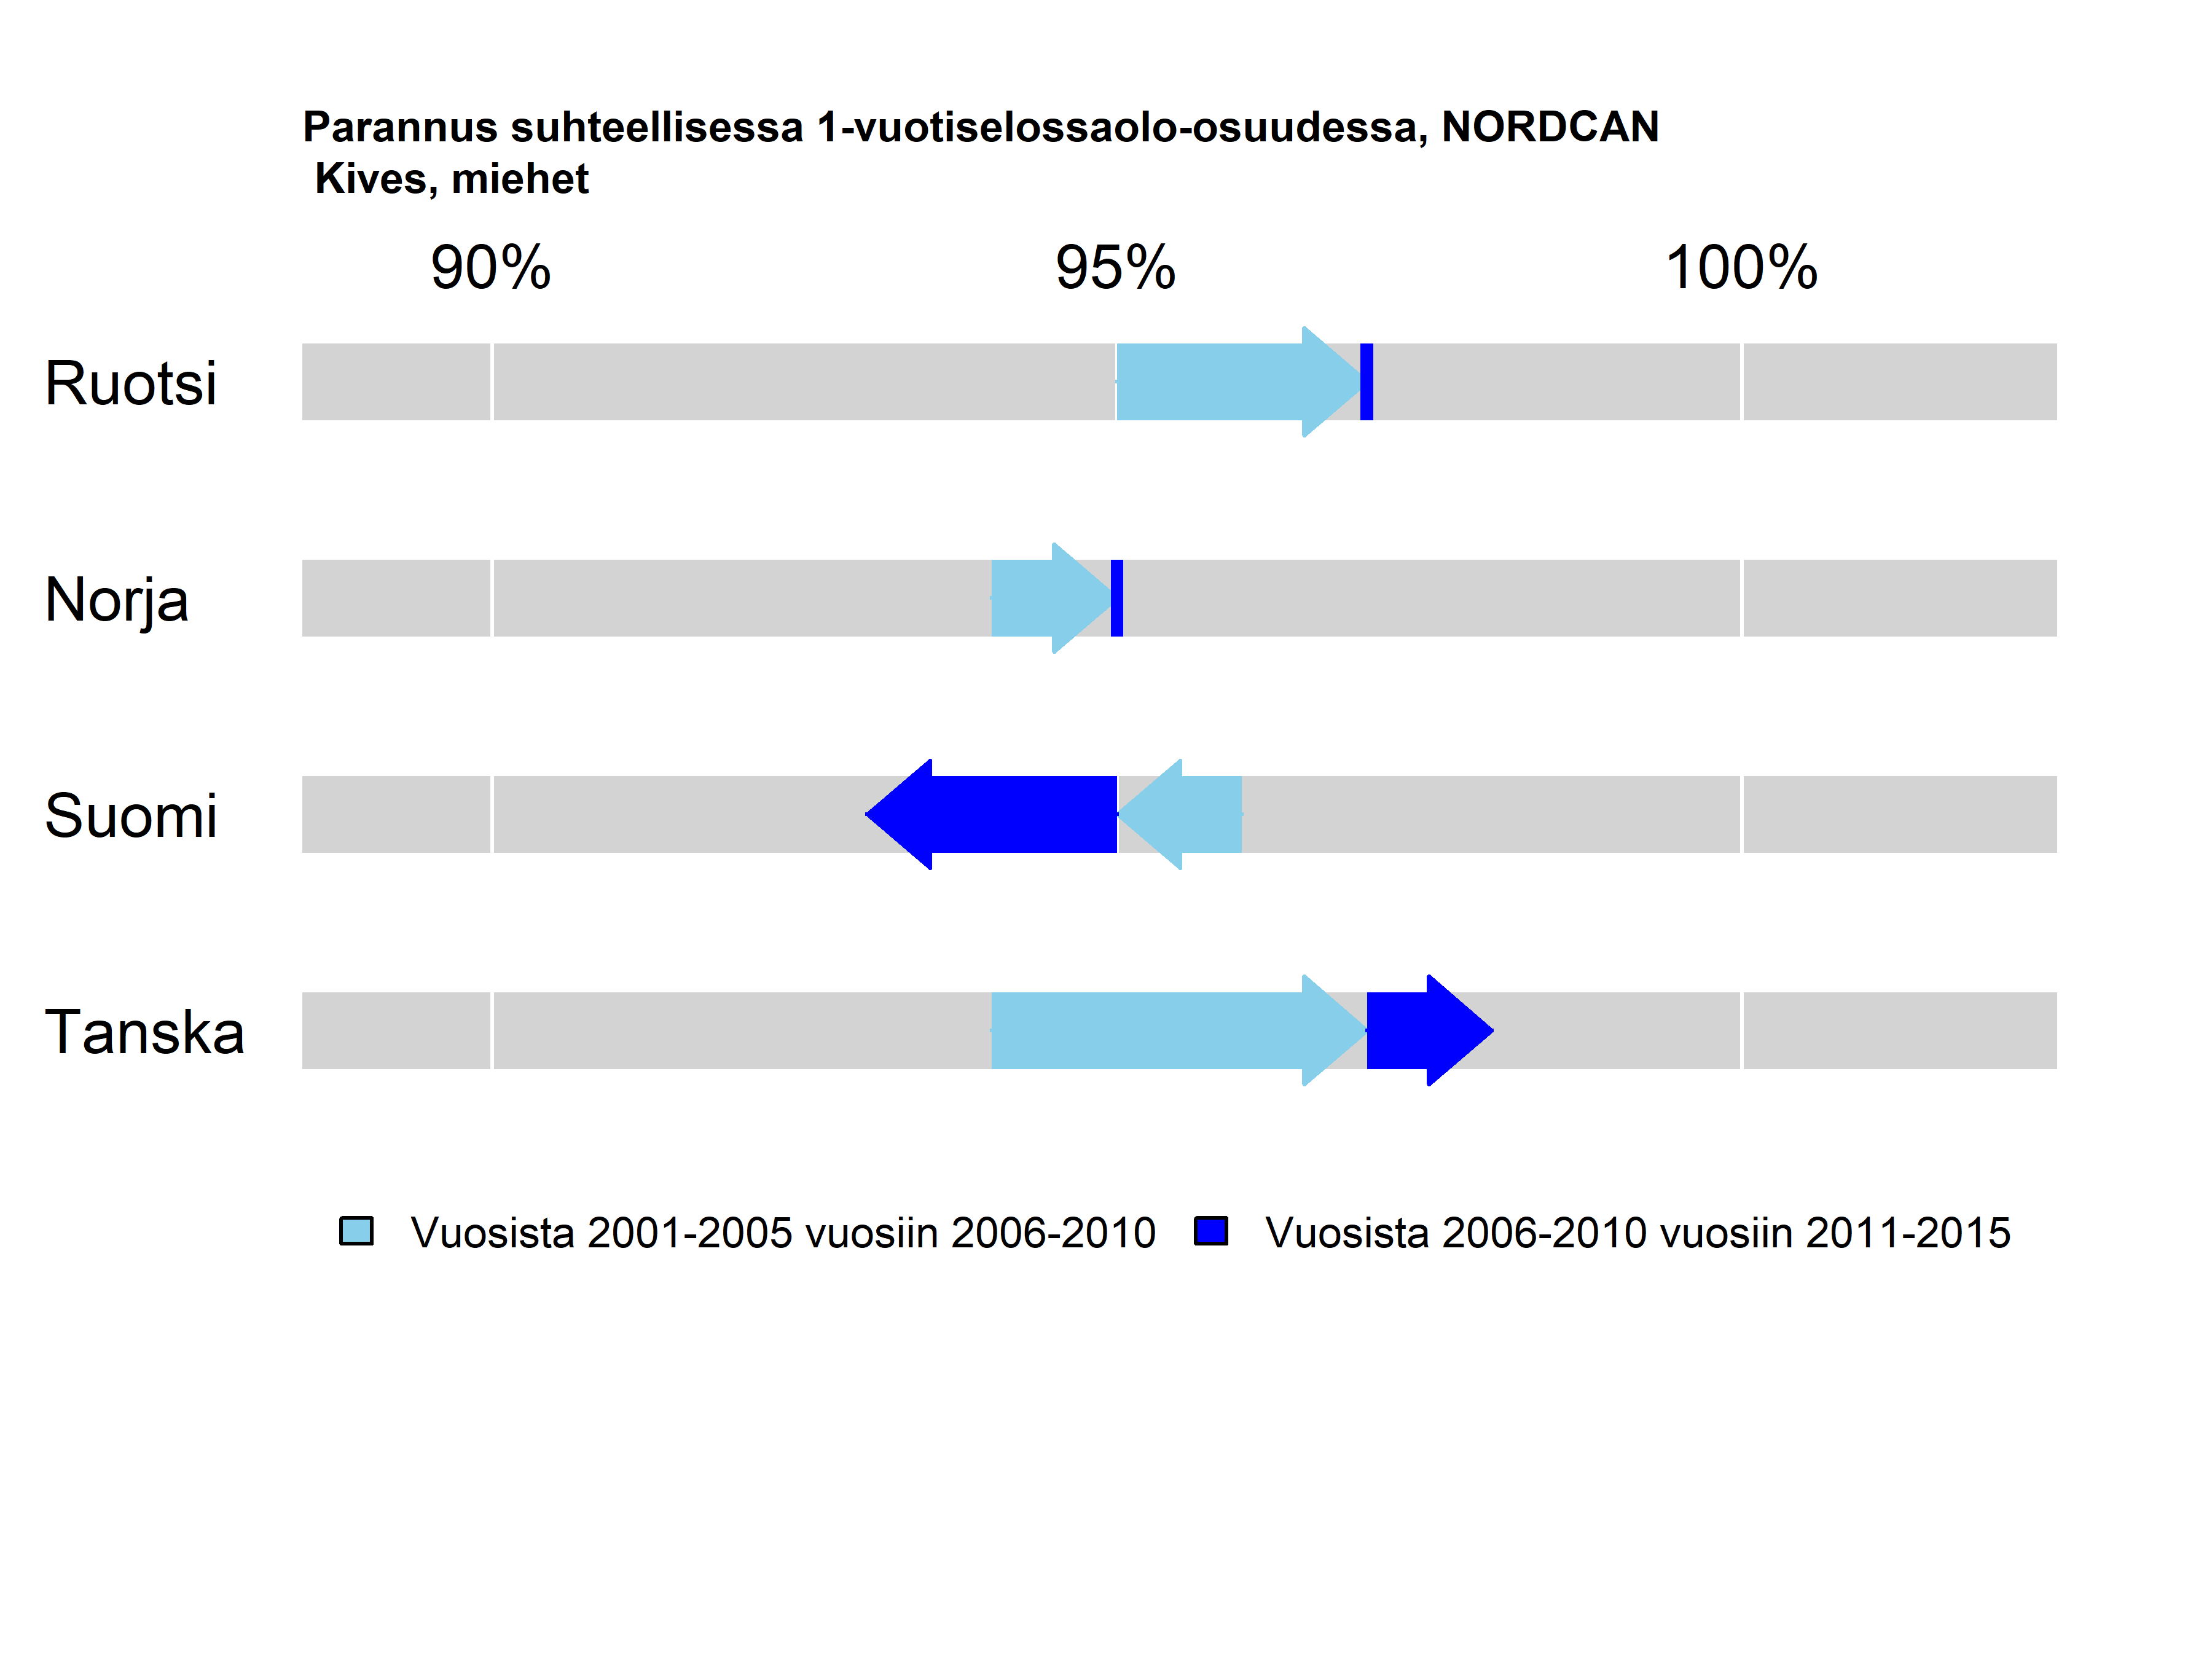 Parannus suhteellisessa 1-vuotiselossaolo-osuudessa, NORDCAN
Kives, miehet
90% 95% 100%
Ruotsi
Norja
Suomi
Tanska
Vuosista 2001-2005 vuosiin 2006-2010 Vuosista 2006-2010 vuosiin 2011-2015